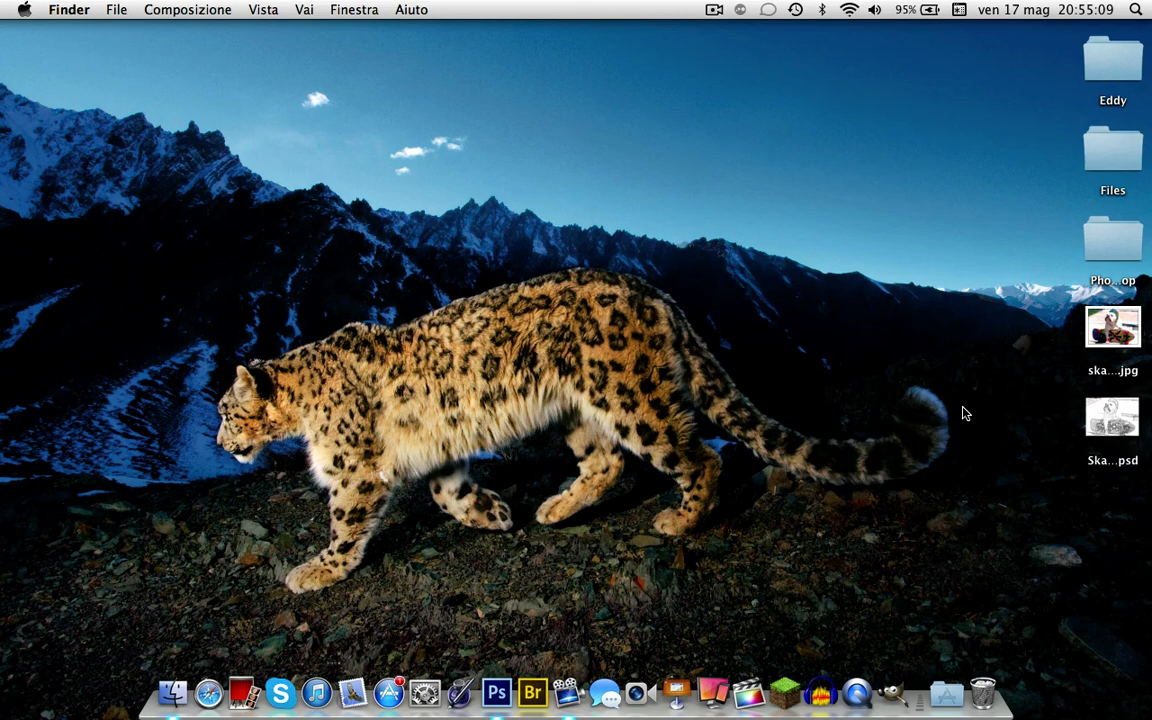 Finder File Composizione Vista Vai Finestra Aiuto 95% ven 17 mag 20:55:09
Eddy
Files
Pho...op
ska....jpg
Ska...psd
Ps Br